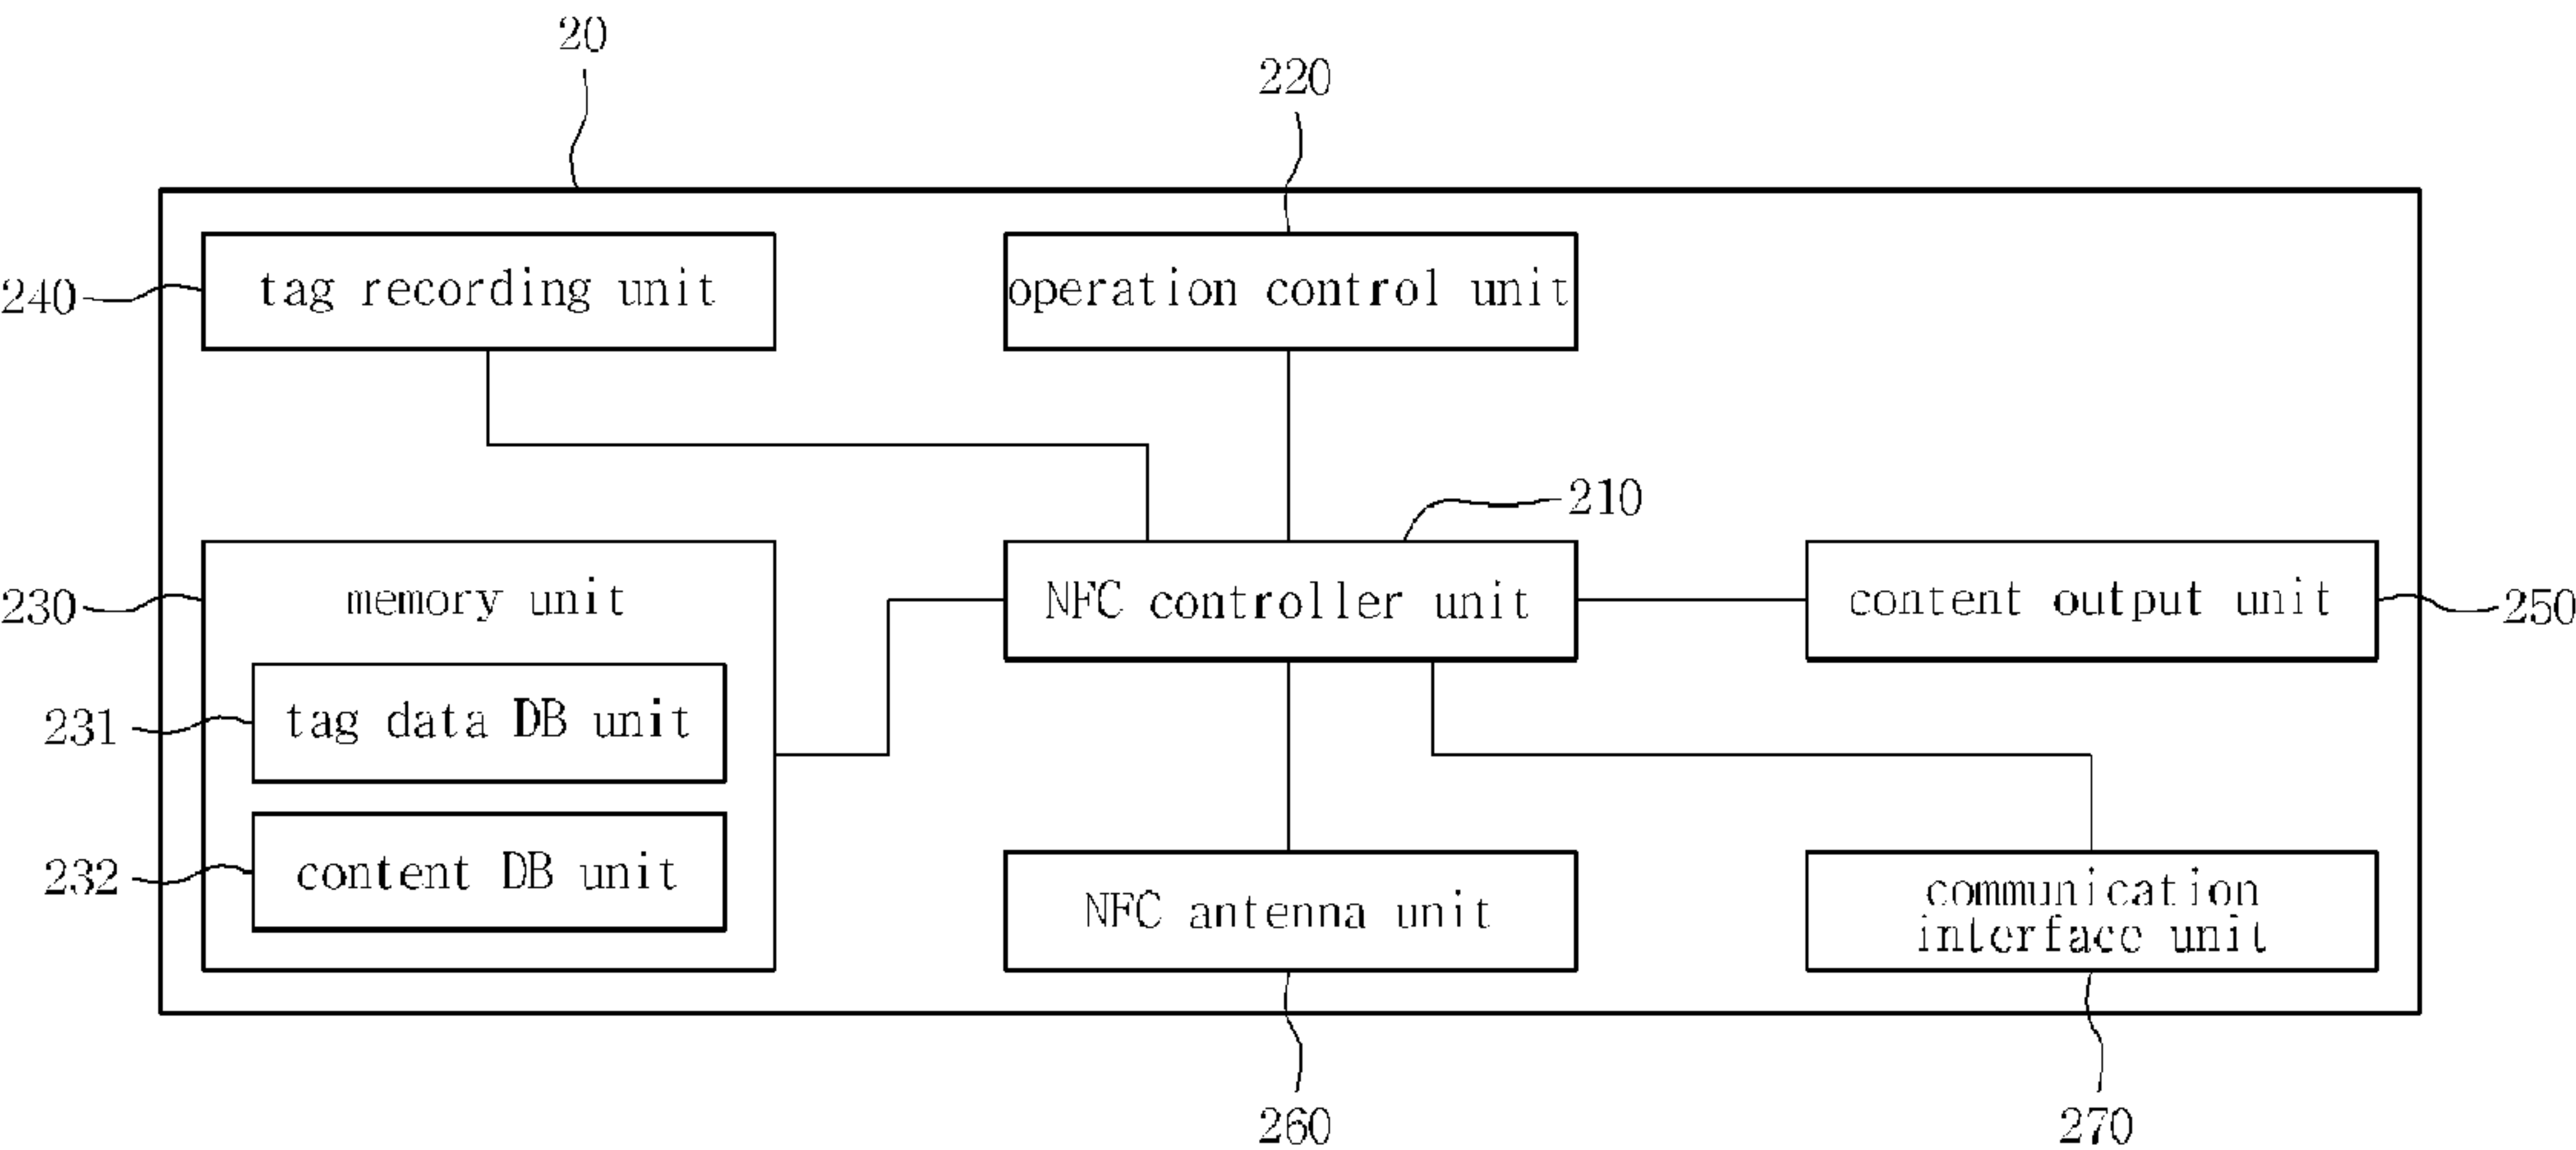 20
220
240
tag recording unit
operation control unit
210
230
memory unit
NFC controller unit
content output unit
250
231
tag data DB unit
232
content DB unit
NFC antenna unit
communication
interface unit
260
270